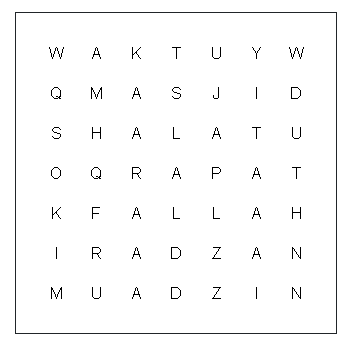 W A K T U Y W
Q M A S J I D
S H A L A T U
O Q R A P A T
K F A L L A H
I R A D Z A N
M U A D Z I N